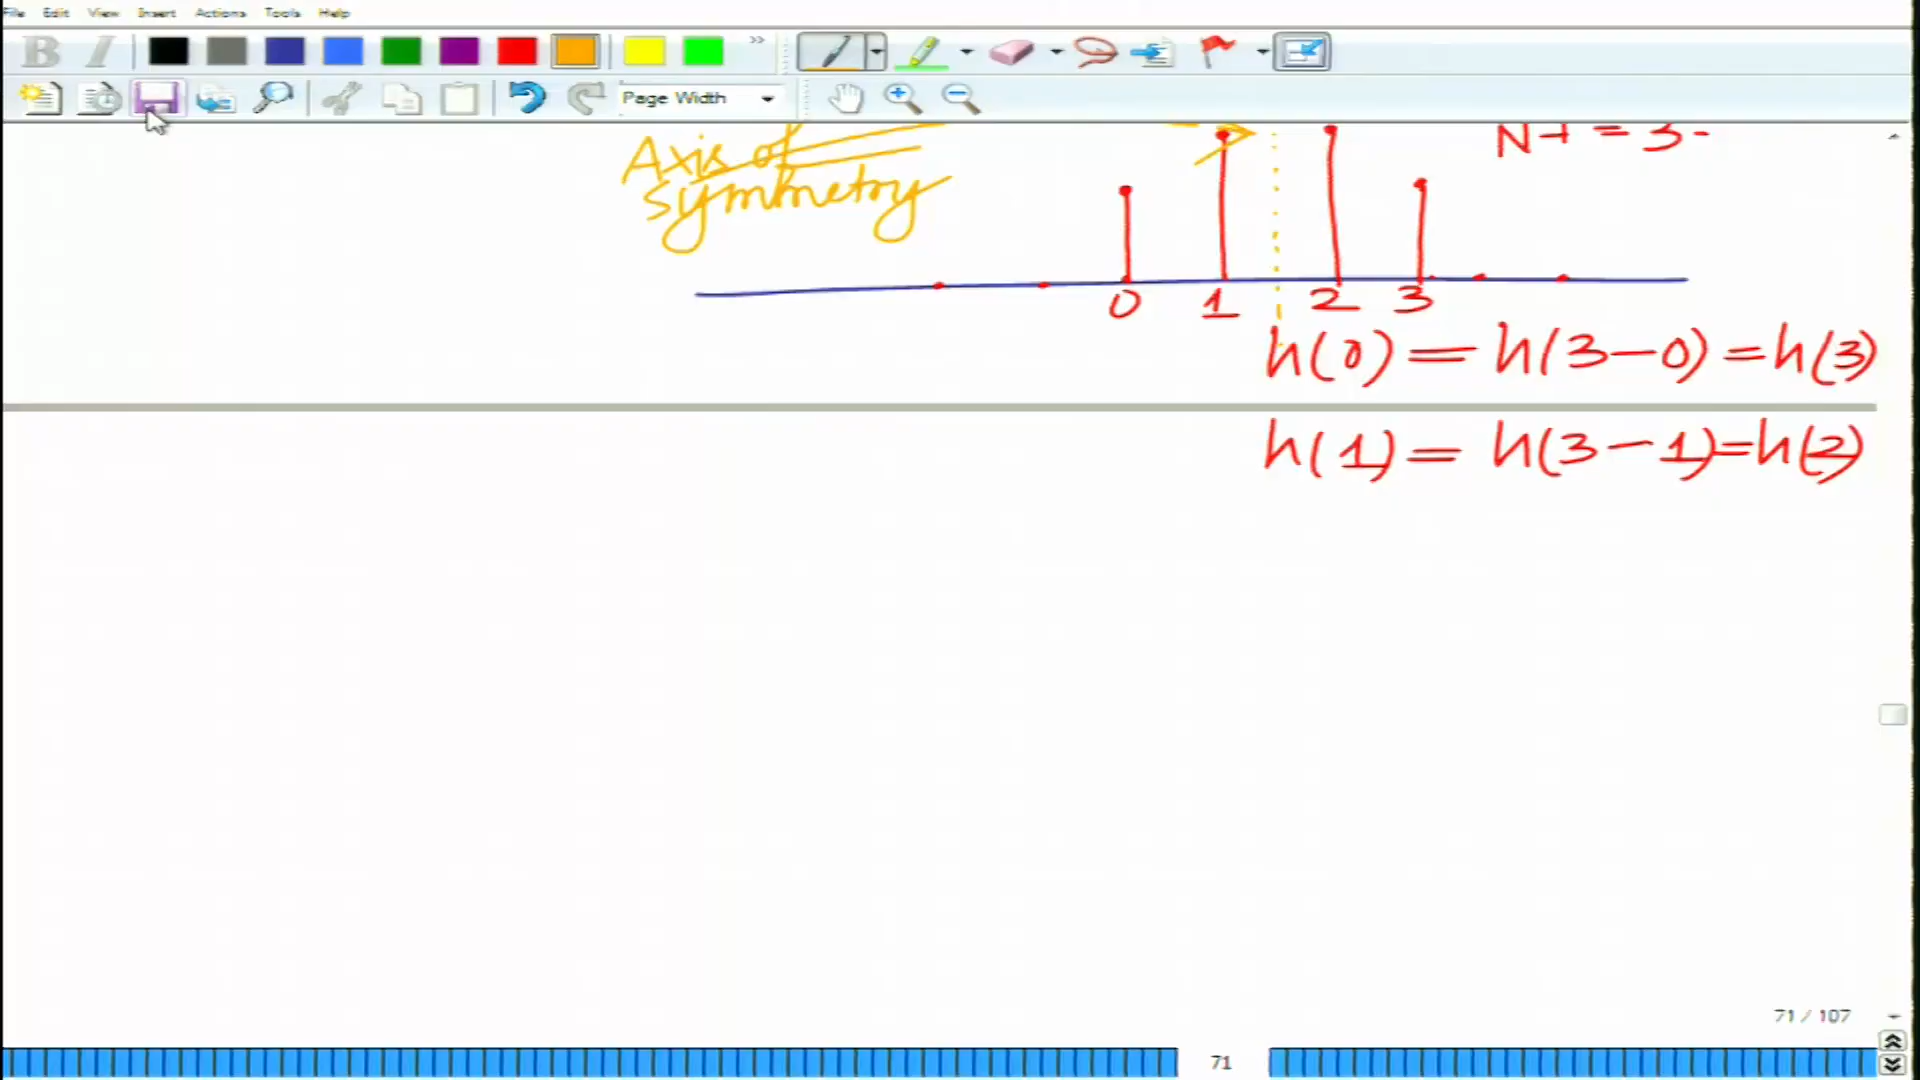 File Edit View Insert Actions Tools Help
B I
Page Width
N-1 = 3
Axis of
symmetry
0 1 2 3
h(0) = h(3-0) = h(3)
h(1) = h(3-1) = h(2)
71 / 107
71